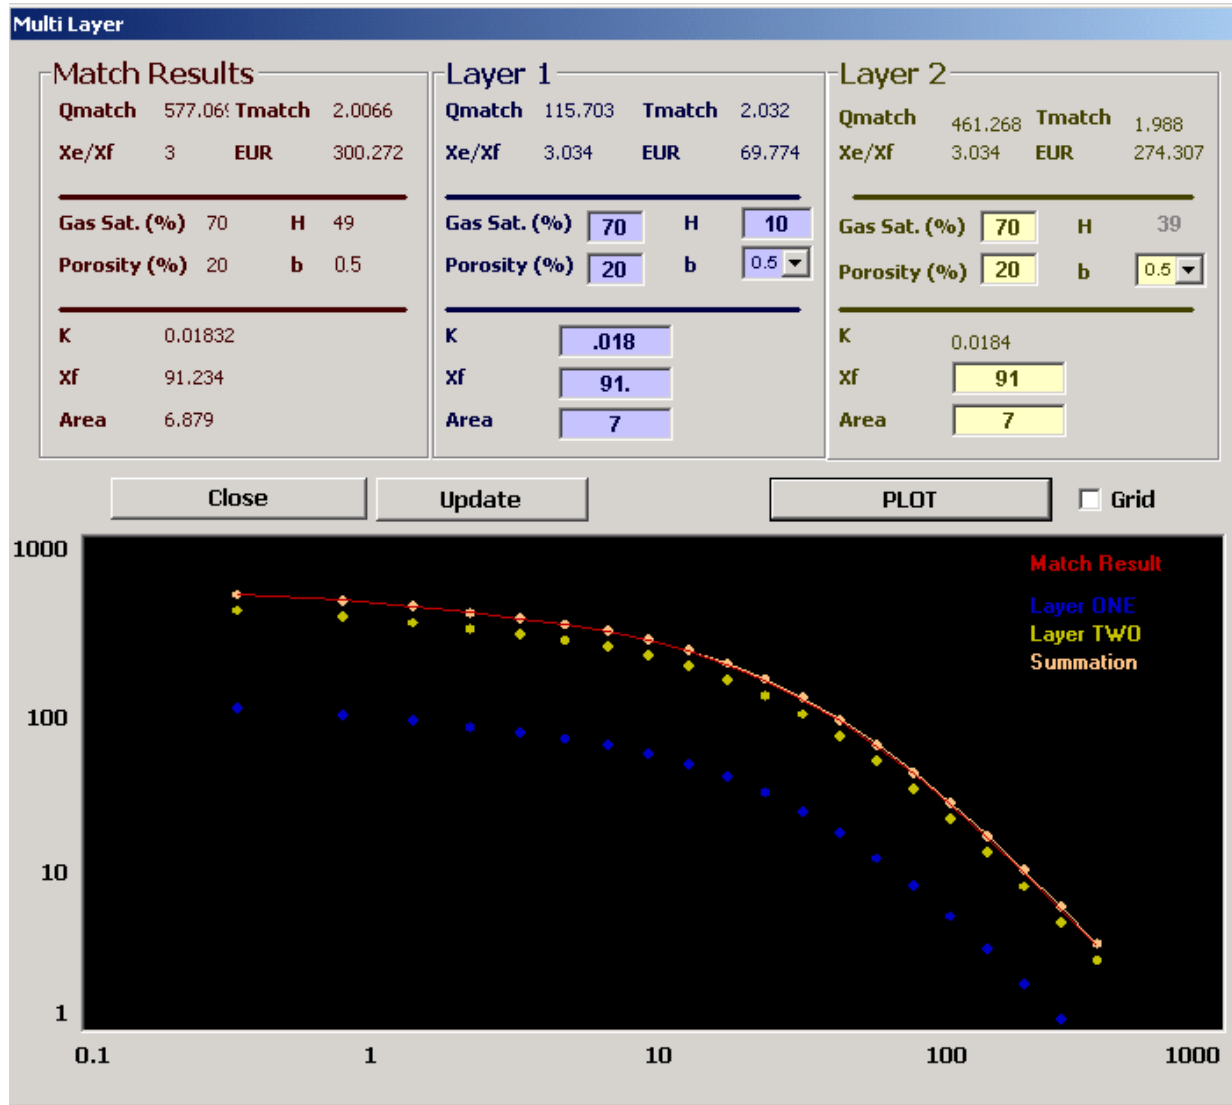 Multi Layer
Match Results
Qmatch 577.069 Tmatch 2.0066
Xe/Xf 3 EUR 300.272
Gas Sat. (%) 70 H 49
Porosity (%) 20 b 0.5
K 0.01832
Xf 91.234
Area 6.879
Layer 1
Qmatch 115.703 Tmatch 2.032
Xe/Xf 3.034 EUR 69.774
Gas Sat. (%) 70 H 10
Porosity (%) 20 b 0.5
K .018
Xf 91.
Area 7
Layer 2
Qmatch 461.268 Tmatch 1.988
Xe/Xf 3.034 EUR 274.307
Gas Sat. (%) 70 H 39
Porosity (%) 20 b 0.5
K 0.0184
Xf 91
Area 7
Close Update PLOT Grid
1000
100
10
1
Match Result
Layer ONE
Layer TWO
Summation
0.1 1 10 100 1000